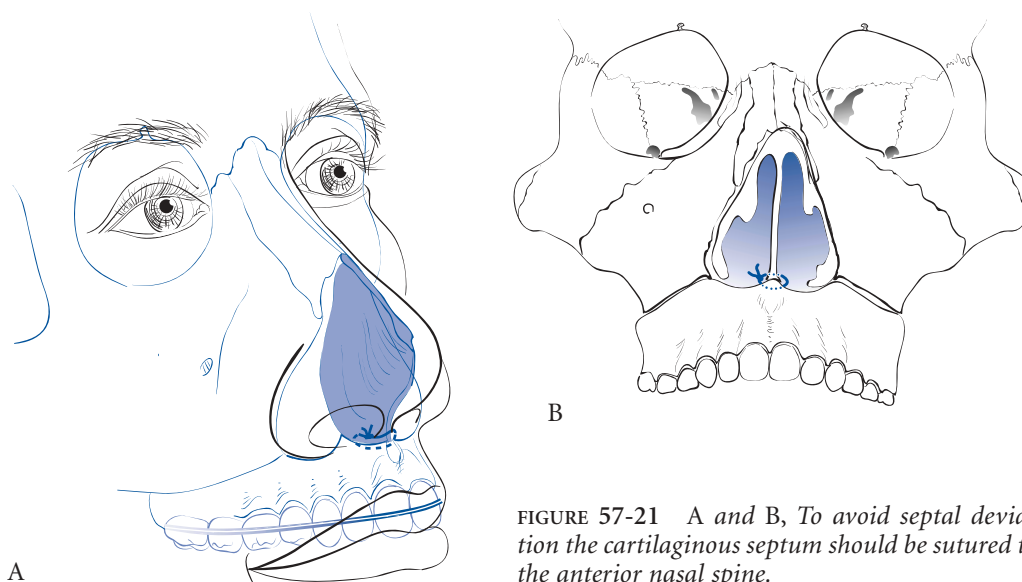 A
B
FIGURE 57-21 A and B, To avoid septal devia-
tion the cartilaginous septum should be sutured t
the anterior nasal spine.